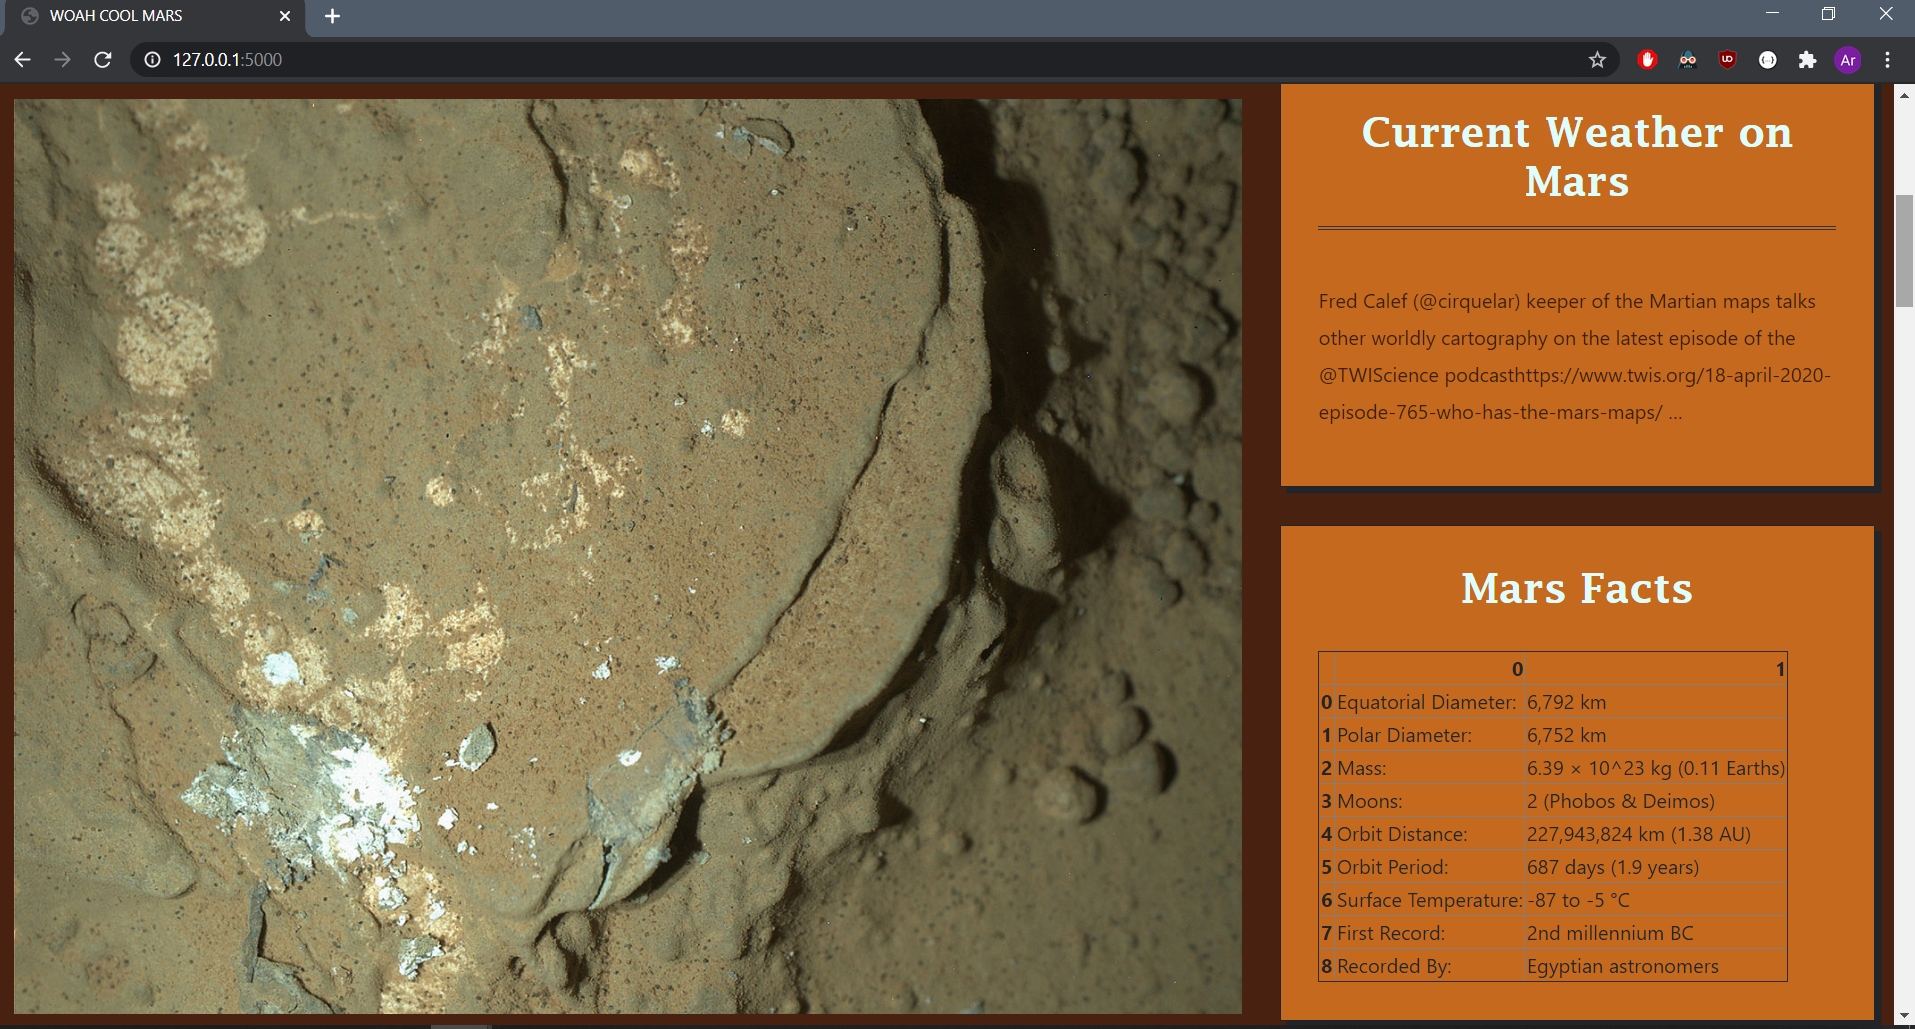 WOAH COOL MARS
127.0.0.1:5000
Ar
Current Weather on
Mars
Fred Calef (@cirquelar) keeper of the Martian maps talks
other worldly cartography on the latest episode of the
@TWIScience podcasthttps://www.twis.org/18-april-2020-
episode-765-who-has-the-mars-maps/ ...
Mars Facts
0 1
0 Equatorial Diameter: 6,792 km
1 Polar Diameter: 6,752 km
2 Mass: 6.39 × 10^23 kg (0.11 Earths)
3 Moons: 2 (Phobos & Deimos)
4 Orbit Distance: 227,943,824 km (1.38 AU)
5 Orbit Period: 687 days (1.9 years)
6 Surface Temperature: -87 to -5 °C
7 First Record: 2nd millennium BC
8 Recorded By: Egyptian astronomers